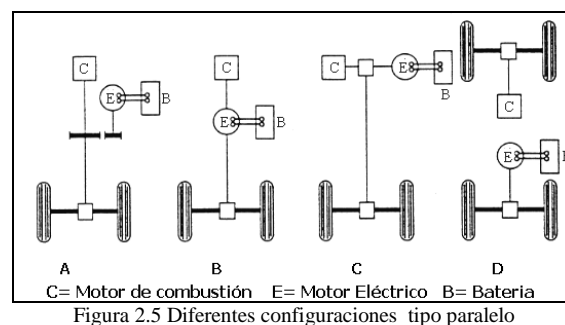 C
E
B
C
E
B
C
E
B
C
E
B
A
B
C
D
C= Motor de combustión E= Motor Eléctrico B= Bateria
Figura 2.5 Diferentes configuraciones tipo paralelo